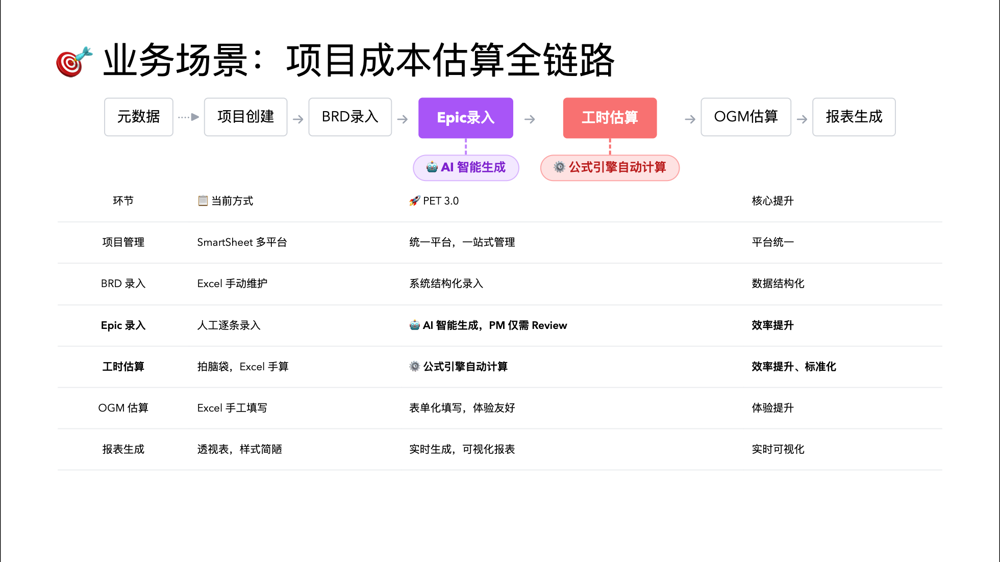 🎯 业务场景：项目成本估算全链路
元数据 项目创建 → BRD录入 → Epic录入 → 工时估算 → OGM估算 → 报表生成
🤖 AI 智能生成 ⚙️ 公式引擎自动计算
环节 📋 当前方式 🚀 PET 3.0 核心提升
项目管理 SmartSheet 多平台 统一平台，一站式管理 平台统一
BRD 录入 Excel 手动维护 系统结构化录入 数据结构化
Epic 录入 人工逐条录入 🤖 AI 智能生成，PM 仅需 Review 效率提升
工时估算 拍脑袋，Excel 手算 ⚙️ 公式引擎自动计算 效率提升、标准化
OGM 估算 Excel 手工填写 表单化填写，体验友好 体验提升
报表生成 透视表，样式简陋 实时生成，可视化报表 实时可视化